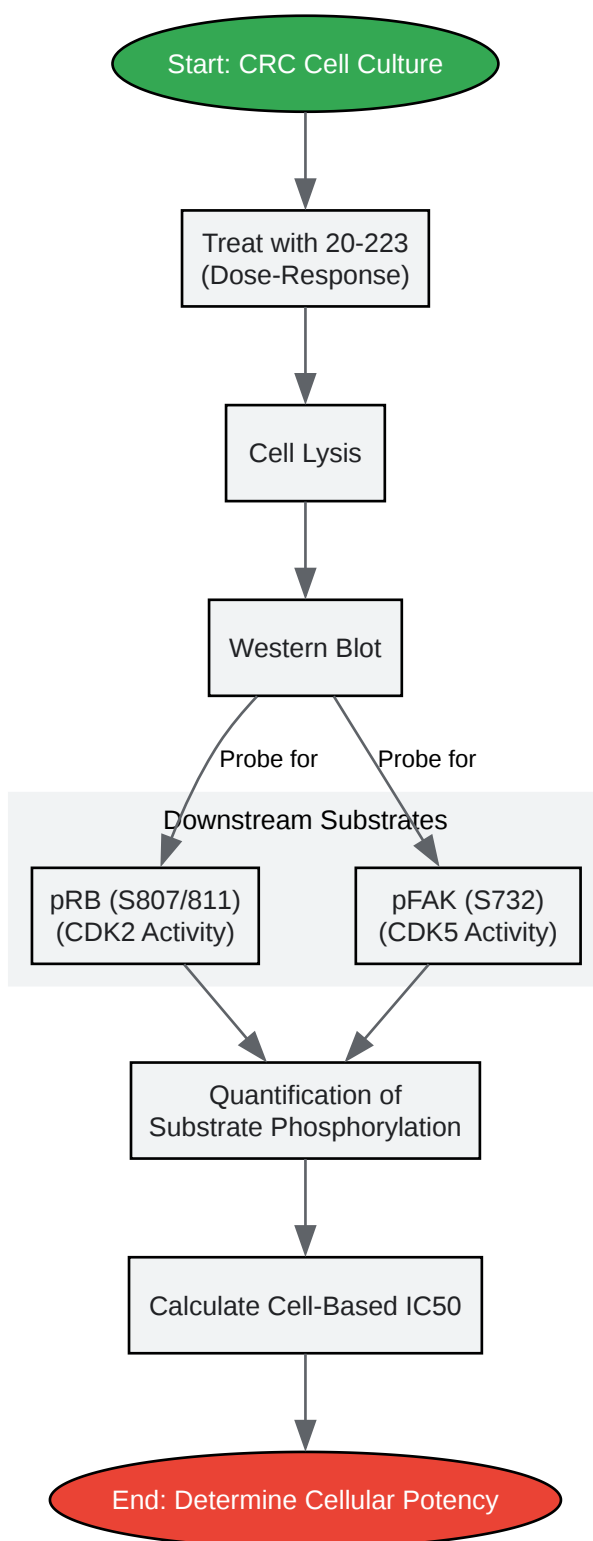 Start: CRC Cell Culture
Treat with 20-223
(Dose-Response)
Cell Lysis
Western Blot
Probe for
Probe for
Downstream Substrates
pRB (S807/811)
(CDK2 Activity)
pFAK (S732)
(CDK5 Activity)
Quantification of
Substrate Phosphorylation
Calculate Cell-Based IC50
End: Determine Cellular Potency